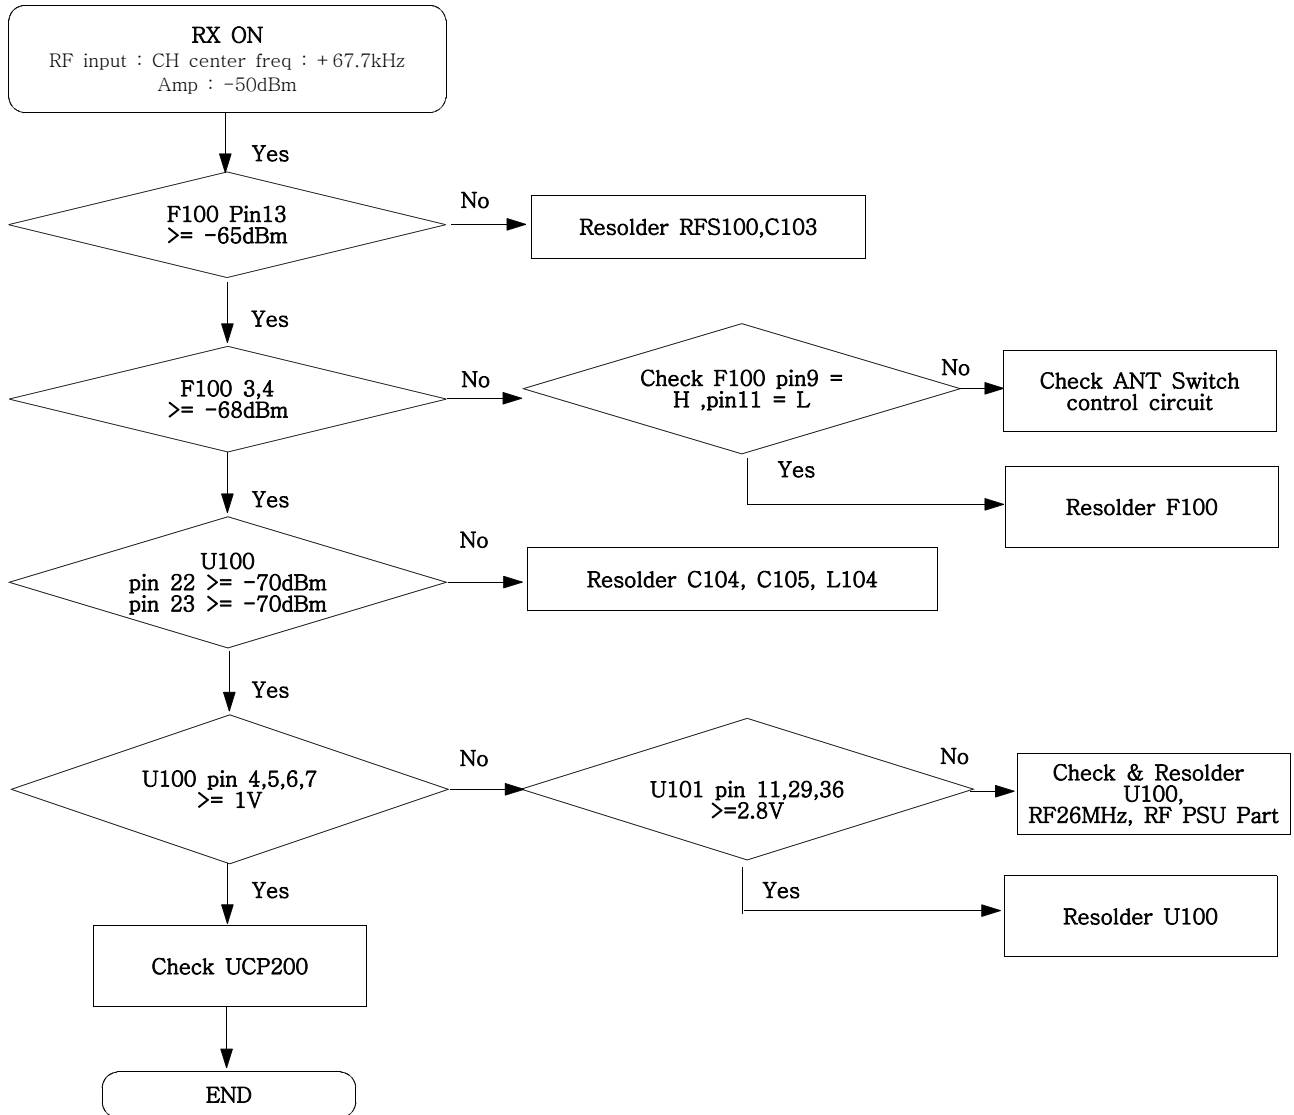 RX ON
RF input : CH center freq : +67.7kHz
Amp : -50dBm
Yes
F100 Pin13
>= -65dBm
No
Resolder RFS100,C103
Yes
F100 3,4
>= -68dBm
No
Check F100 pin9 =
H ,pin11 = L
No
Check ANT Switch
control circuit
Yes
Resolder F100
Yes
U100
pin 22 >= -70dBm
pin 23 >= -70dBm
No
Resolder C104, C105, L104
Yes
U100 pin 4,5,6,7
>= 1V
No
U101 pin 11,29,36
>=2.8V
No
Check & Resolder
U100,
RF26MHz, RF PSU Part
Yes
Resolder U100
Yes
Check UCP200
END